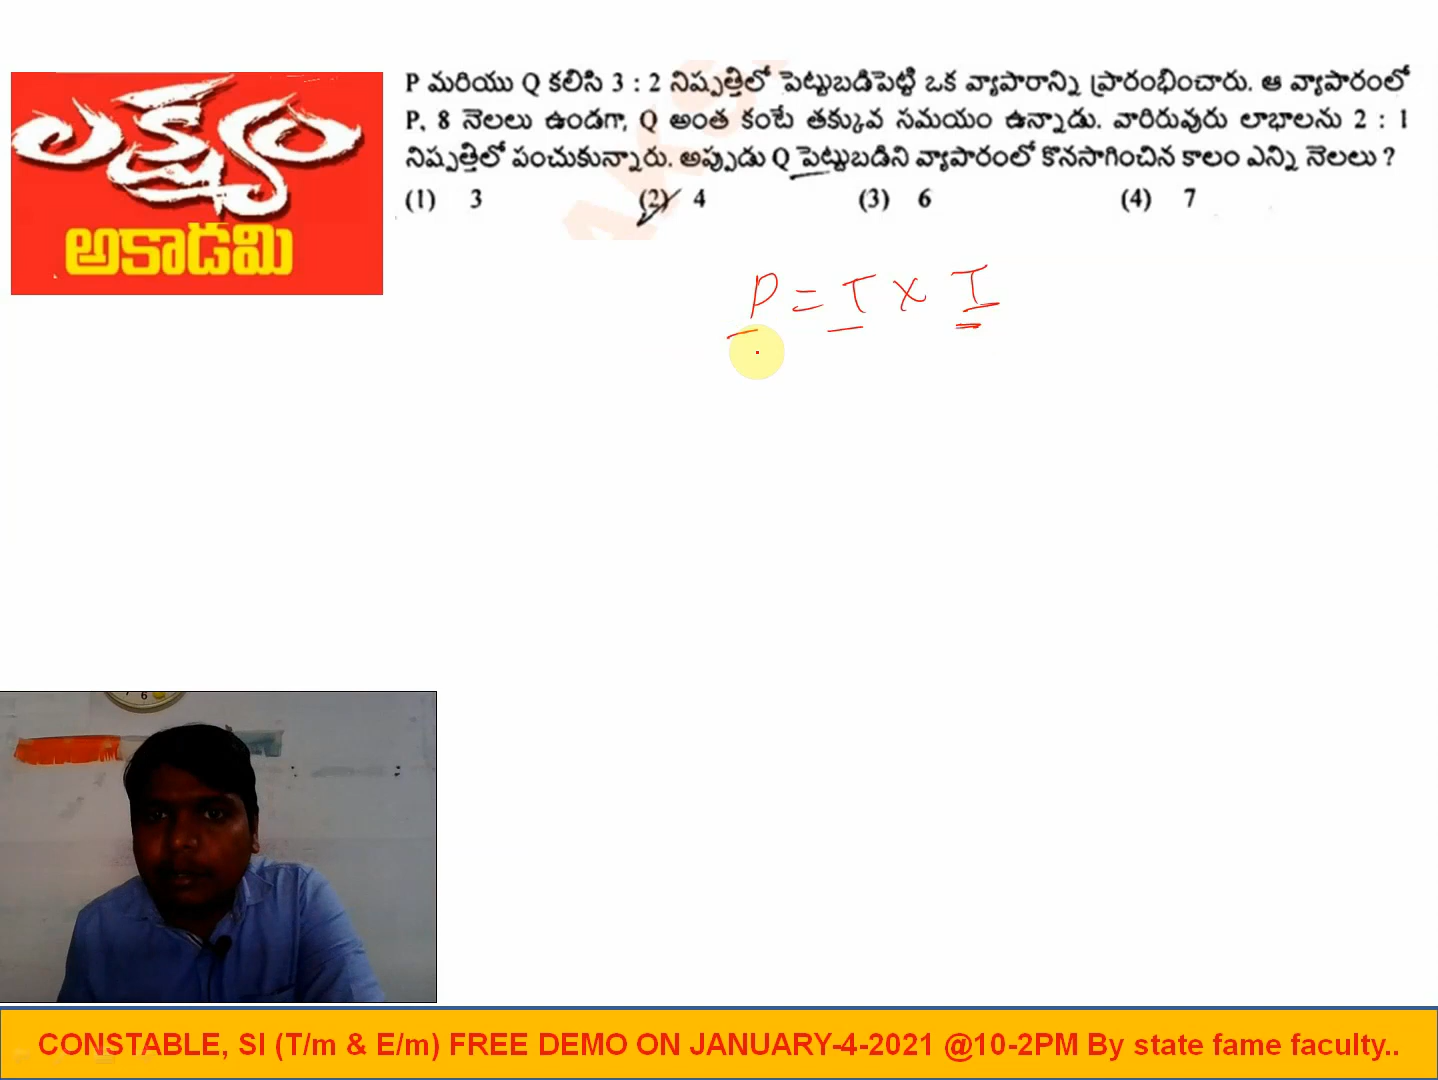 లక్ష్యం
అకాడమి
P మరియు Q కలిసి 3 : 2 నిష్పత్తిలో పెట్టుబడిపెట్టి ఒక వ్యాపారాన్ని ప్రారంభించారు. ఆ వ్యాపారంలో
P, 8 నెలలు ఉండగా, Q అంత కంటే తక్కువ సమయం ఉన్నాడు. వారిరువురు లాభాలను 2 : 1
నిష్పత్తిలో పంచుకున్నారు. అప్పుడు Q పెట్టుబడిని వ్యాపారంలో కొనసాగించిన కాలం ఎన్ని నెలలు ?
(1) 3 (2) 4 (3) 6 (4) 7
P = T × I
CONSTABLE, SI (T/m & E/m) FREE DEMO ON JANUARY-4-2021 @10-2PM By state fame faculty..